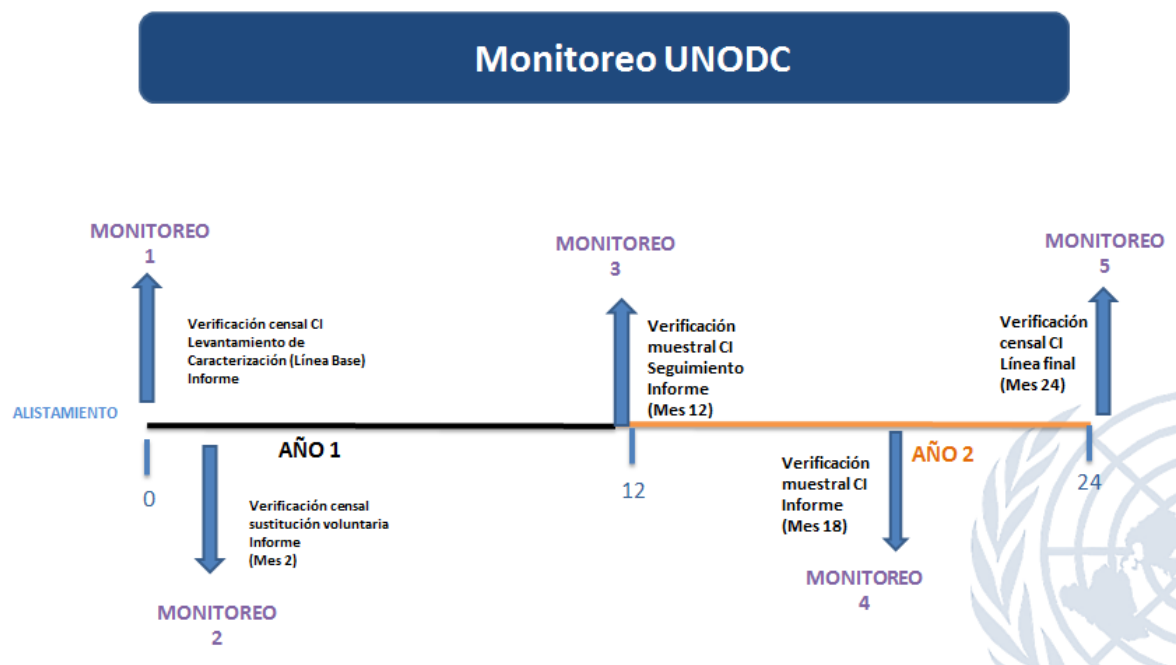 Monitoreo UNODC
MONITOREO
1
Verificación censal CI
Levantamiento de
Caracterización (Línea Base)
Informe
MONITOREO
3
Verificación
muestral CI
Seguimiento
Informe
(Mes 12)
MONITOREO
5
Verificación
censal CI
Línea final
(Mes 24)
ALISTAMIENTO
AÑO 1
AÑO 2
0
12
24
Verificación censal
sustitución voluntaria
Informe
(Mes 2)
MONITOREO
2
Verificación
muestral CI
Informe
(Mes 18)
MONITOREO
4